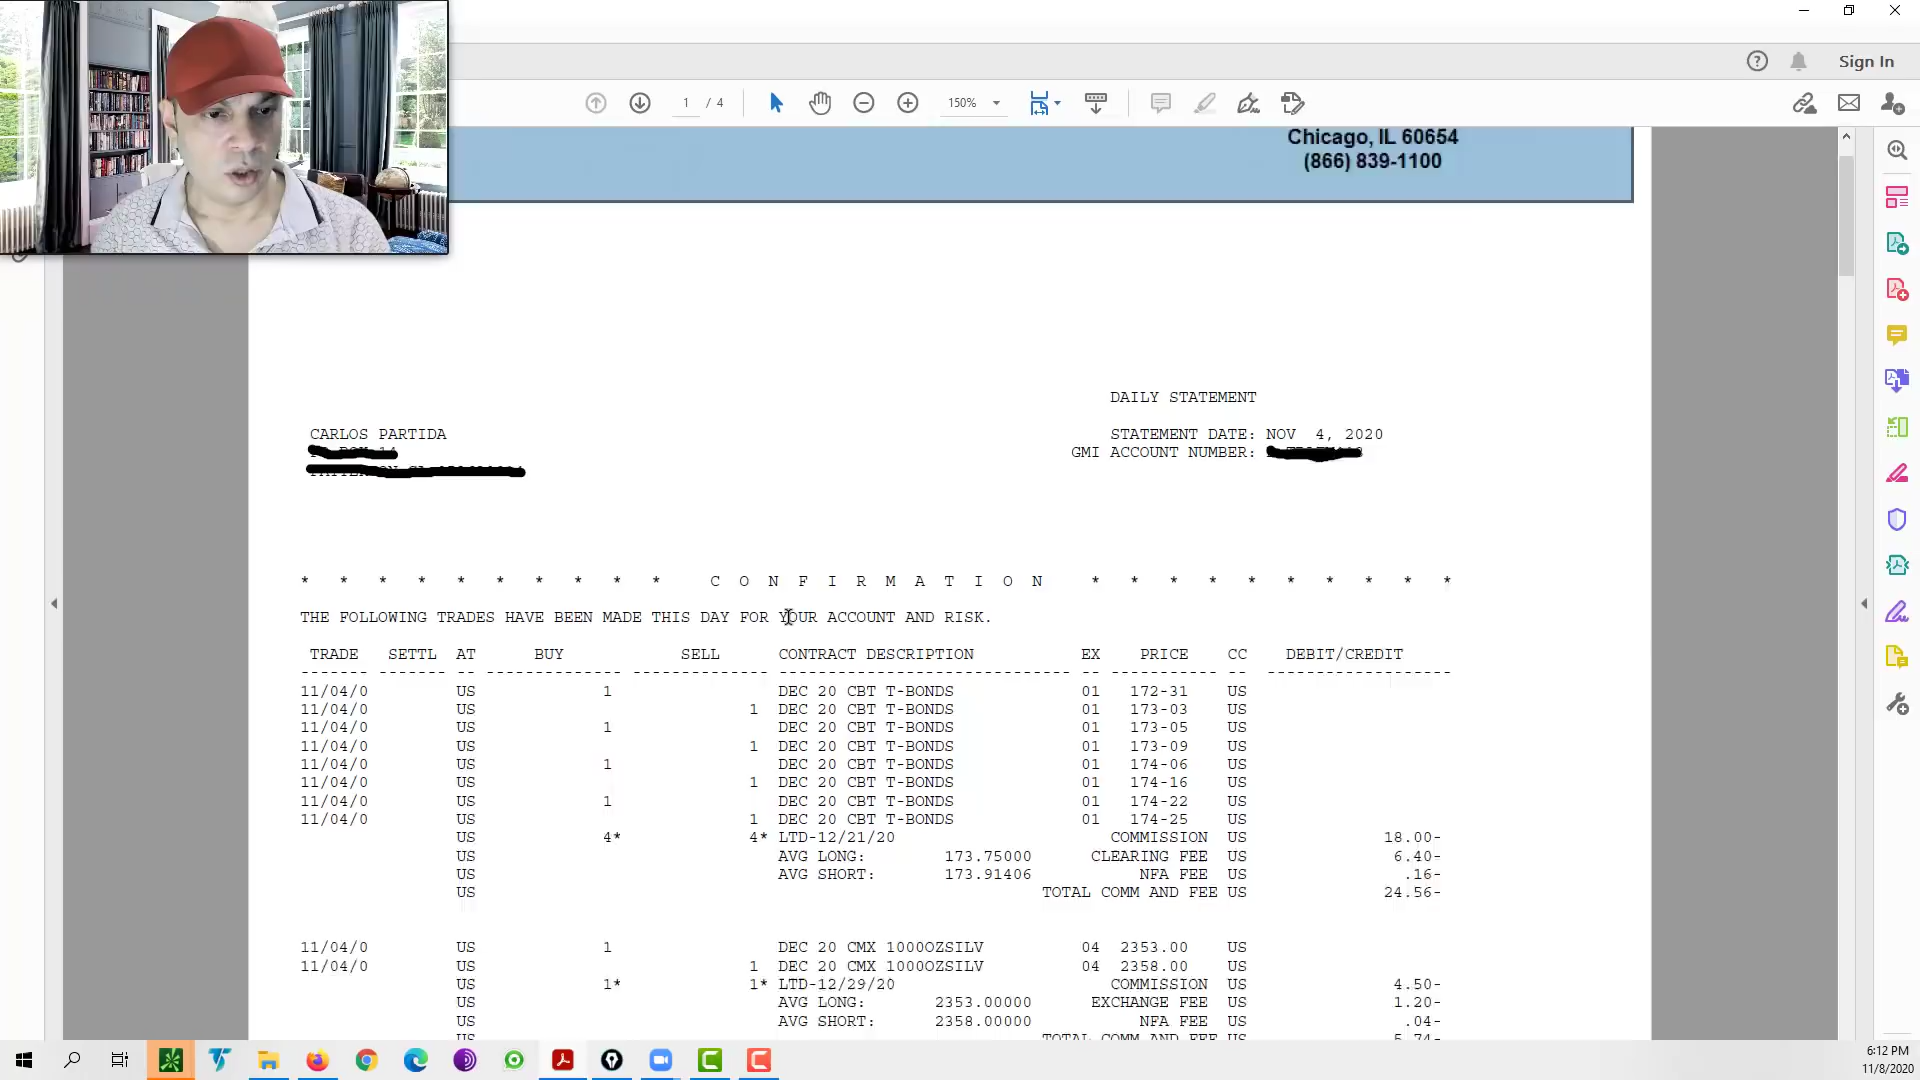 Sign In
1 / 4
150%
Chicago, IL 60654
(866) 839-1100
DAILY STATEMENT
CARLOS PARTIDA
STATEMENT DATE: NOV 4, 2020
GMI ACCOUNT NUMBER:
* * * * * * * * * * C O N F I R M A T I O N * * * * * * * * * *
THE FOLLOWING TRADES HAVE BEEN MADE THIS DAY FOR YOUR ACCOUNT AND RISK.
TRADE SETTL AT BUY SELL CONTRACT DESCRIPTION EX PRICE CC DEBIT/CREDIT
11/04/0 US 1 DEC 20 CBT T-BONDS 01 172-31 US
11/04/0 US 1 DEC 20 CBT T-BONDS 01 173-03 US
11/04/0 US 1 DEC 20 CBT T-BONDS 01 173-05 US
11/04/0 US 1 DEC 20 CBT T-BONDS 01 173-09 US
11/04/0 US 1 DEC 20 CBT T-BONDS 01 174-06 US
11/04/0 US 1 DEC 20 CBT T-BONDS 01 174-16 US
11/04/0 US 1 DEC 20 CBT T-BONDS 01 174-22 US
11/04/0 US 1 DEC 20 CBT T-BONDS 01 174-25 US
US 4* 4* LTD-12/21/20 COMMISSION US 18.00-
US AVG LONG: 173.75000 CLEARING FEE US 6.40-
US AVG SHORT: 173.91406 NFA FEE US .16-
US TOTAL COMM AND FEE US 24.56-
11/04/0 US 1 DEC 20 CMX 1000OZSILV 04 2353.00 US
11/04/0 US 1 DEC 20 CMX 1000OZSILV 04 2358.00 US
US 1* 1* LTD-12/29/20 COMMISSION US 4.50-
US AVG LONG: 2353.00000 EXCHANGE FEE US 1.20-
US AVG SHORT: 2358.00000 NFA FEE US .04-
US TOTAL COMM AND FEE US 5.74-
6:12 PM
11/8/2020